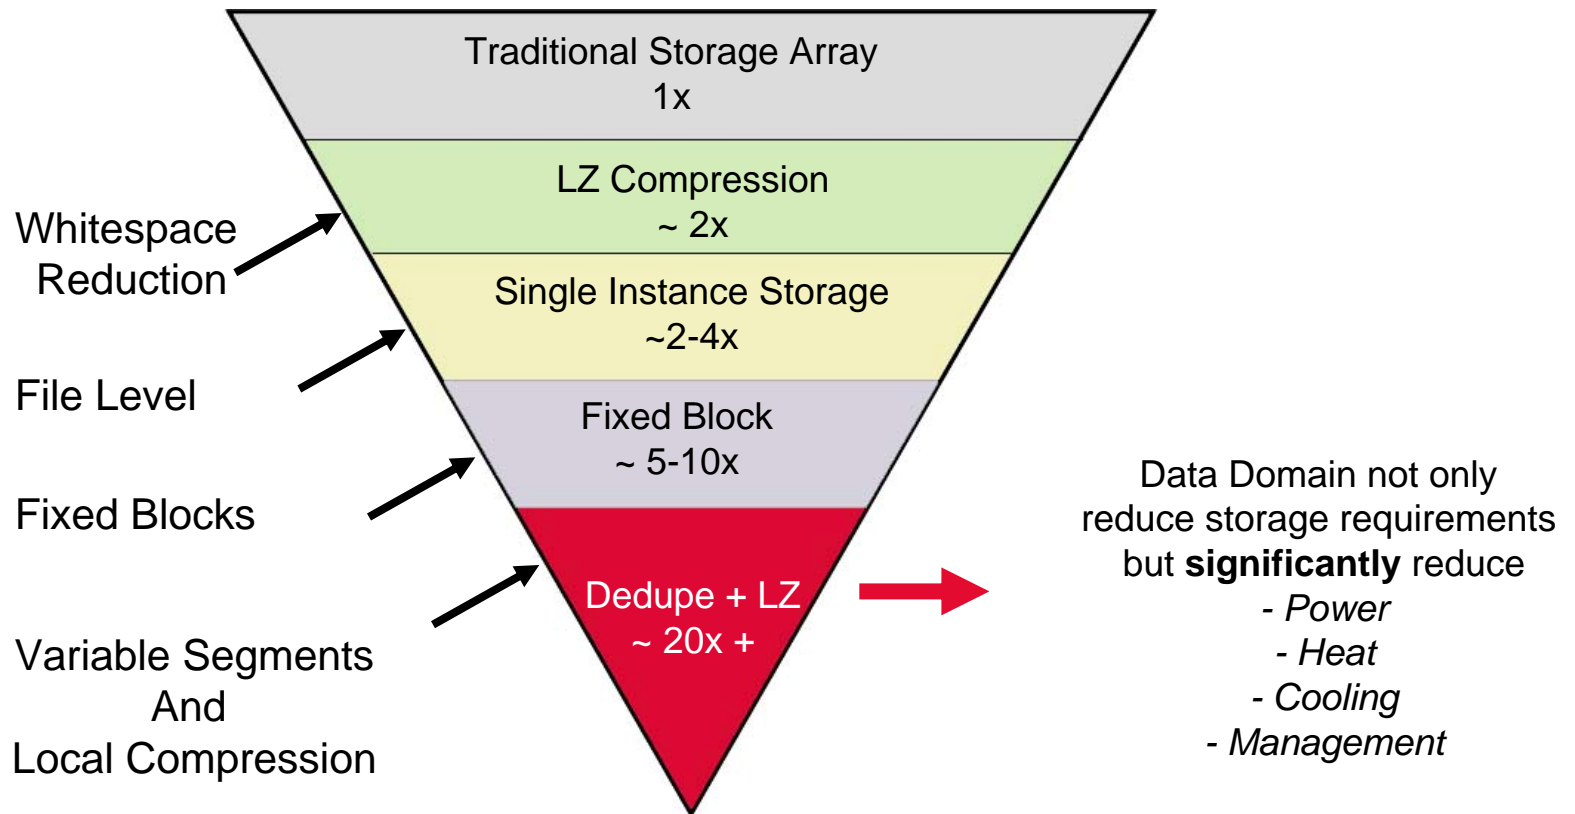 Traditional Storage Array
1x
LZ Compression
~ 2x
Single Instance Storage
~2-4x
Fixed Block
~ 5-10x
Dedupe + LZ
~ 20x +
Whitespace
Reduction
File Level
Fixed Blocks
Variable Segments
And
Local Compression
Data Domain not only
reduce storage requirements
but significantly reduce
- Power
- Heat
- Cooling
- Management